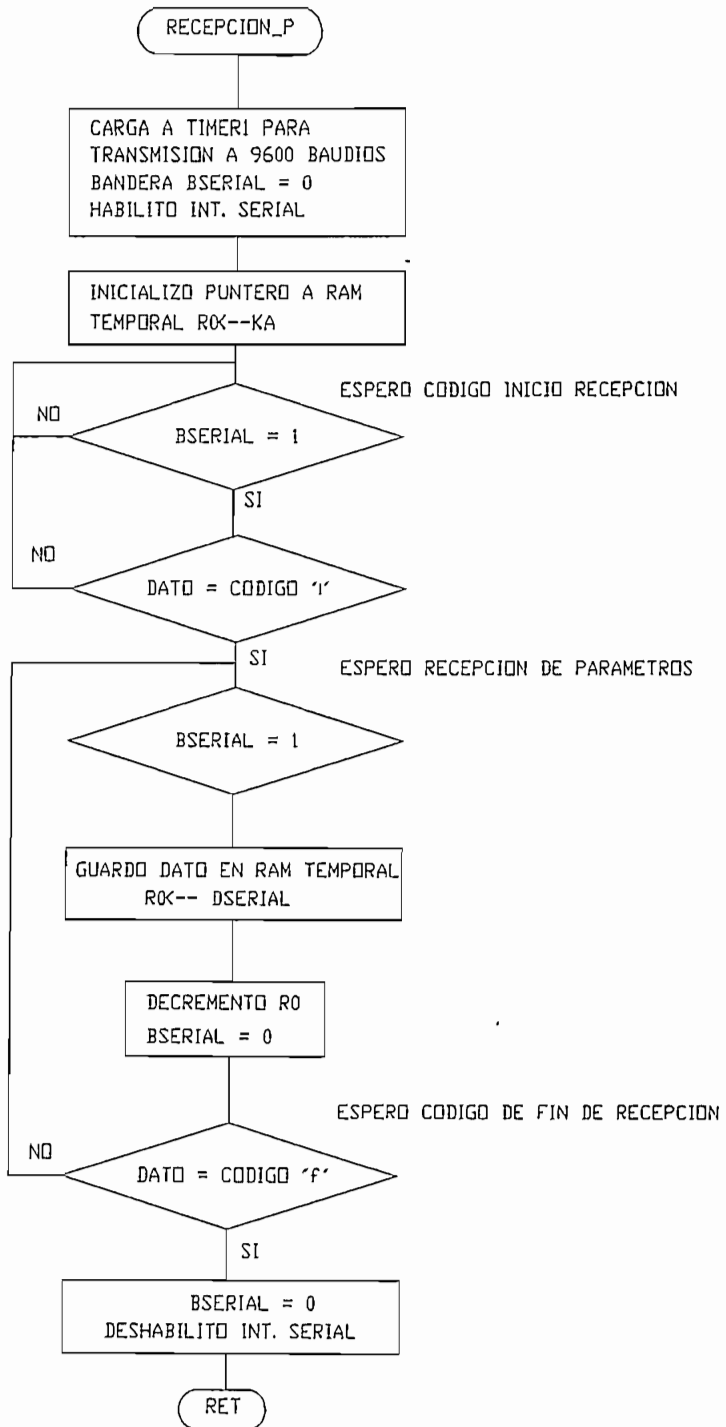 RECEPCION_P
CARGA A TIMER1 PARA
TRANSMISION A 9600 BAUDIOS
BANDERA BSERIAL = 0
HABILITO INT. SERIAL
INICIALIZO PUNTERO A RAM
TEMPORAL R0<--KA
ESPERO CODIGO INICIO RECEPCION
NO
BSERIAL = 1
SI
NO
DATO = CODIGO 'i'
SI
ESPERO RECEPCION DE PARAMETROS
BSERIAL = 1
GUARDO DATO EN RAM TEMPORAL
R0<-- DSERIAL
DECREMENTO R0
BSERIAL = 0
ESPERO CODIGO DE FIN DE RECEPCION
NO
DATO = CODIGO 'f'
SI
BSERIAL = 0
DESHABILITO INT. SERIAL
RET